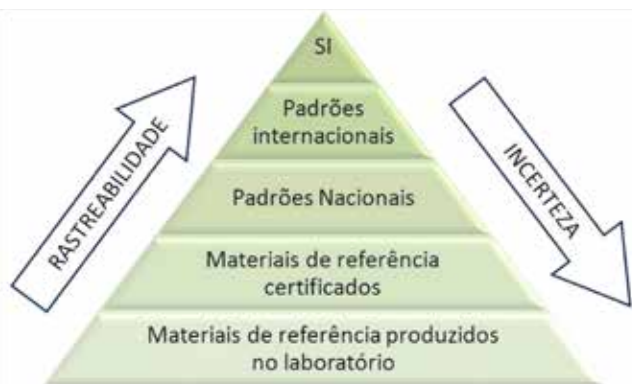 SI
Padrões
internacionais
Padrões Nacionais
Materiais de referência
certificados
Materiais de referência produzidos
no laboratório
RASTREABILIDADE
INCERTEZA